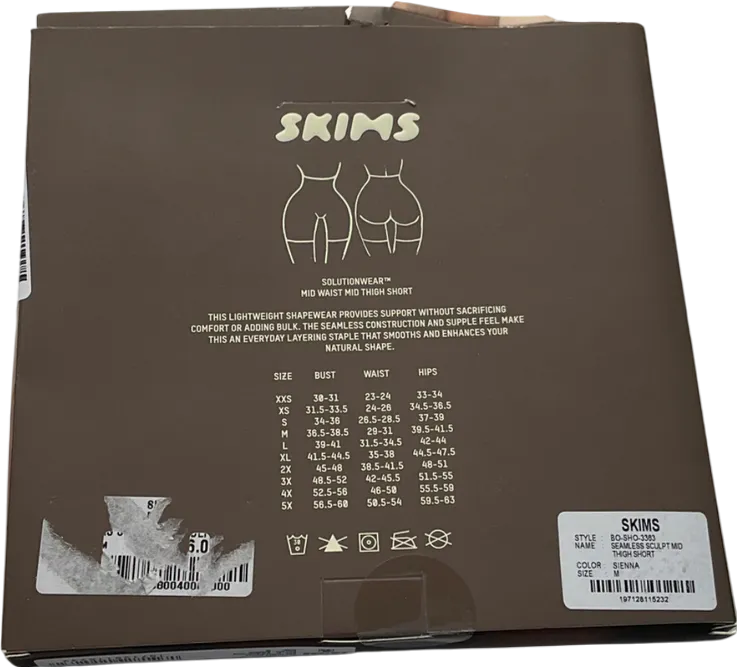 SKIMS
SOLUTIONWEAR™
MID WAIST MID THIGH SHORT
THIS LIGHTWEIGHT SHAPEWEAR PROVIDES SUPPORT WITHOUT SACRIFICING
COMFORT OR ADDING BULK. THE SEAMLESS CONSTRUCTION AND SUPPLE FEEL MAKE
THIS AN EVERYDAY LAYERING STAPLE THAT SMOOTHS AND ENHANCES YOUR
NATURAL SHAPE.
SIZE BUST WAIST HIPS
XXS 30-31 23-24 33-34
XS 31.5-33.5 24-26 34.5-36.5
S 34-36 26.5-28.5 37-39
M 36.5-38.5 29-31 39.5-41.5
L 39-41 31.5-34.5 42-44
XL 41.5-44.5 35-38 44.5-47.5
2X 45-48 38.5-41.5 48-51
3X 48.5-52 42-45.5 51.5-55
4X 52.5-56 46-50 55.5-59
5X 56.5-60 50.5-54 59.5-63
30
SKIMS
STYLE : BO-SHO-3383
NAME : SEAMLESS SCULPT MID
THIGH SHORT
COLOR : SIENNA
SIZE : M
197128115232